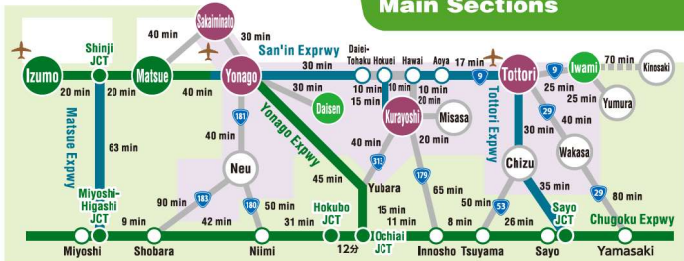 Main Sections
Sakaiminato
40 min
30 min
San'in Exprwy
30 min
Daiei-
Tohaku
Hokuei
Hawai
Aoya
17 min
9
Shinji
JCT
Izumo
Matsue
Yonago
Tottori
9
Iwami
70 min
Kinosaki
20 min
20 min
40 min
30 min
Daisen
10 min
10 min
10 min
15 min
20 min
Kurayoshi
Misasa
25 min
25 min
Yumura
29
Matsue Expwy
63 min
181
40 min
Yonago Expwy
40 min
20 min
Tottori Expwy
30 min
40 min
Wakasa
Neu
313
179
Chizu
45 min
Yubara
65 min
35 min
Miyoshi-
Higashi
JCT
90 min
183
180
50 min
Hokubo
JCT
15 min
50 min
53
Sayo
JCT
29
80 min
9 min
42 min
31 min
11 min
8 min
26 min
Chugoku Expwy
Miyoshi
Shobara
Niimi
12分
Ochiai
JCT
Innosho
Tsuyama
Sayo
Yamasaki